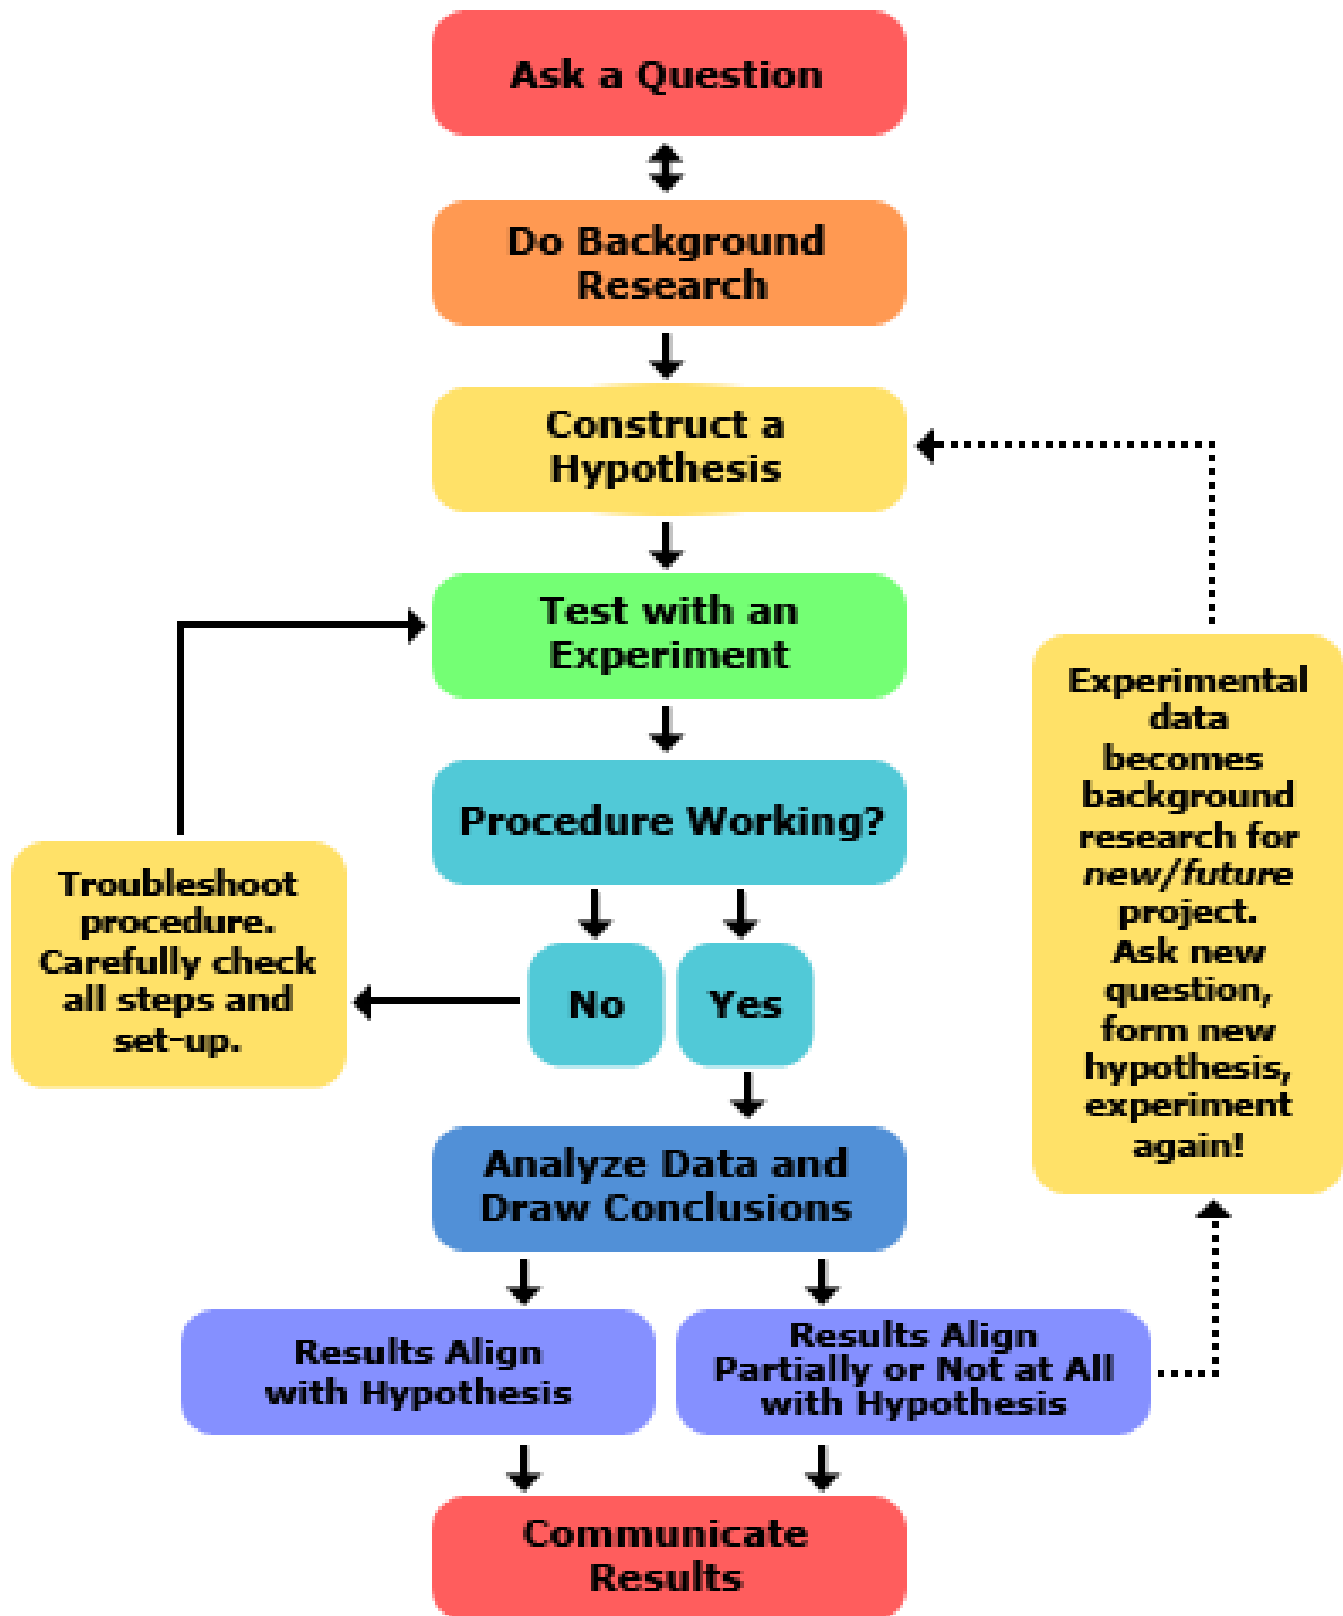 Ask a Question
Do Background
Research
Construct a
Hypothesis
Test with an
Experiment
Procedure Working?
No
Yes
Troubleshoot
procedure.
Carefully check
all steps and
set-up.
Experimental
data
becomes
background
research for
new/future
project.
Ask new
question,
form new
hypothesis,
experiment
again!
Analyze Data and
Draw Conclusions
Results Align
with Hypothesis
Results Align
Partially or Not at All
with Hypothesis
Communicate
Results